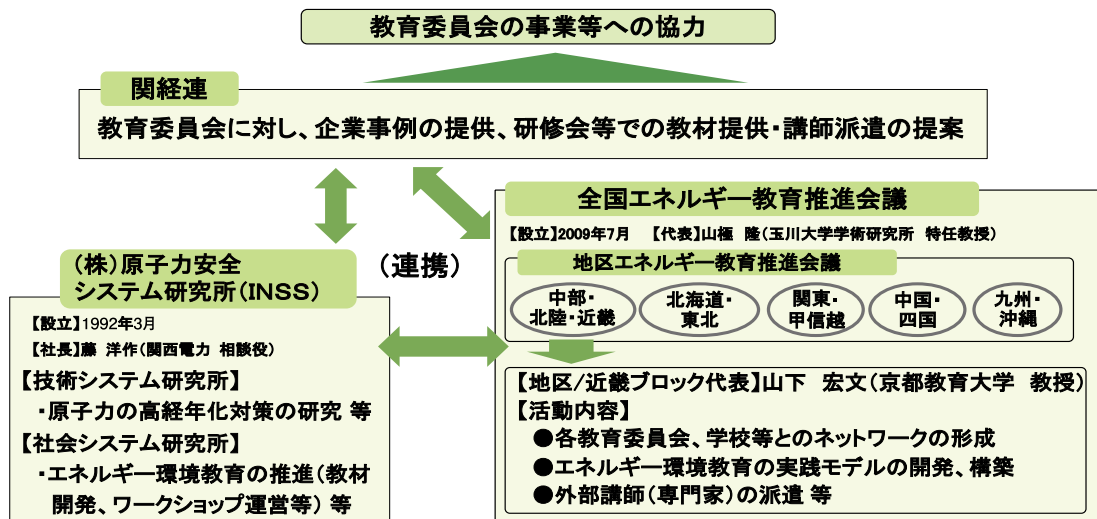 教育委員会の事業等への協力
関経連
教育委員会に対し、企業事例の提供、研修会等での教材提供・講師派遣の提案
(株)原子力安全
システム研究所(INSS)
【設立】1992年3月
【社長】藤 洋作(関西電力 相談役)
【技術システム研究所】
・原子力の高経年化対策の研究 等
【社会システム研究所】
・エネルギー環境教育の推進(教材
開発、ワークショップ運営等) 等
(連携)
全国エネルギー教育推進会議
【設立】2009年7月 【代表】山極 隆(玉川大学学術研究所 特任教授)
地区エネルギー教育推進会議
中部・
北陸・近畿
北海道・
東北
関東・
甲信越
中国・
四国
九州・
沖縄
【地区/近畿ブロック代表】山下 宏文(京都教育大学 教授)
【活動内容】
●各教育委員会、学校等とのネットワークの形成
●エネルギー環境教育の実践モデルの開発、構築
●外部講師(専門家)の派遣 等